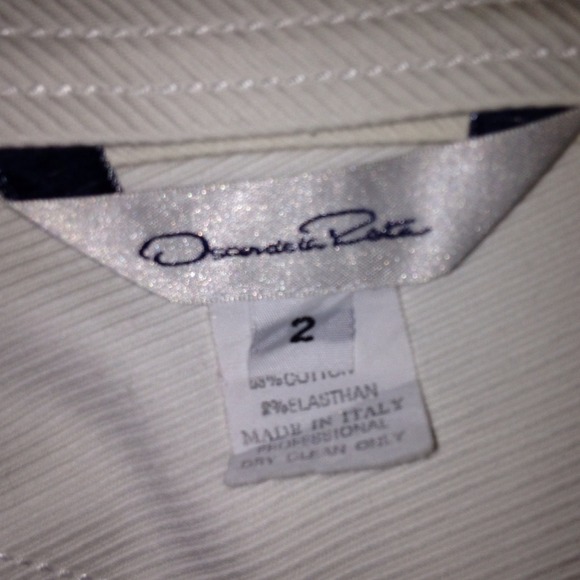 Oscar de la Renta
2
COTTON
2% ELASTHAN
MADE IN ITALY
PROFESSIONAL
DRY CLEAN ONLY